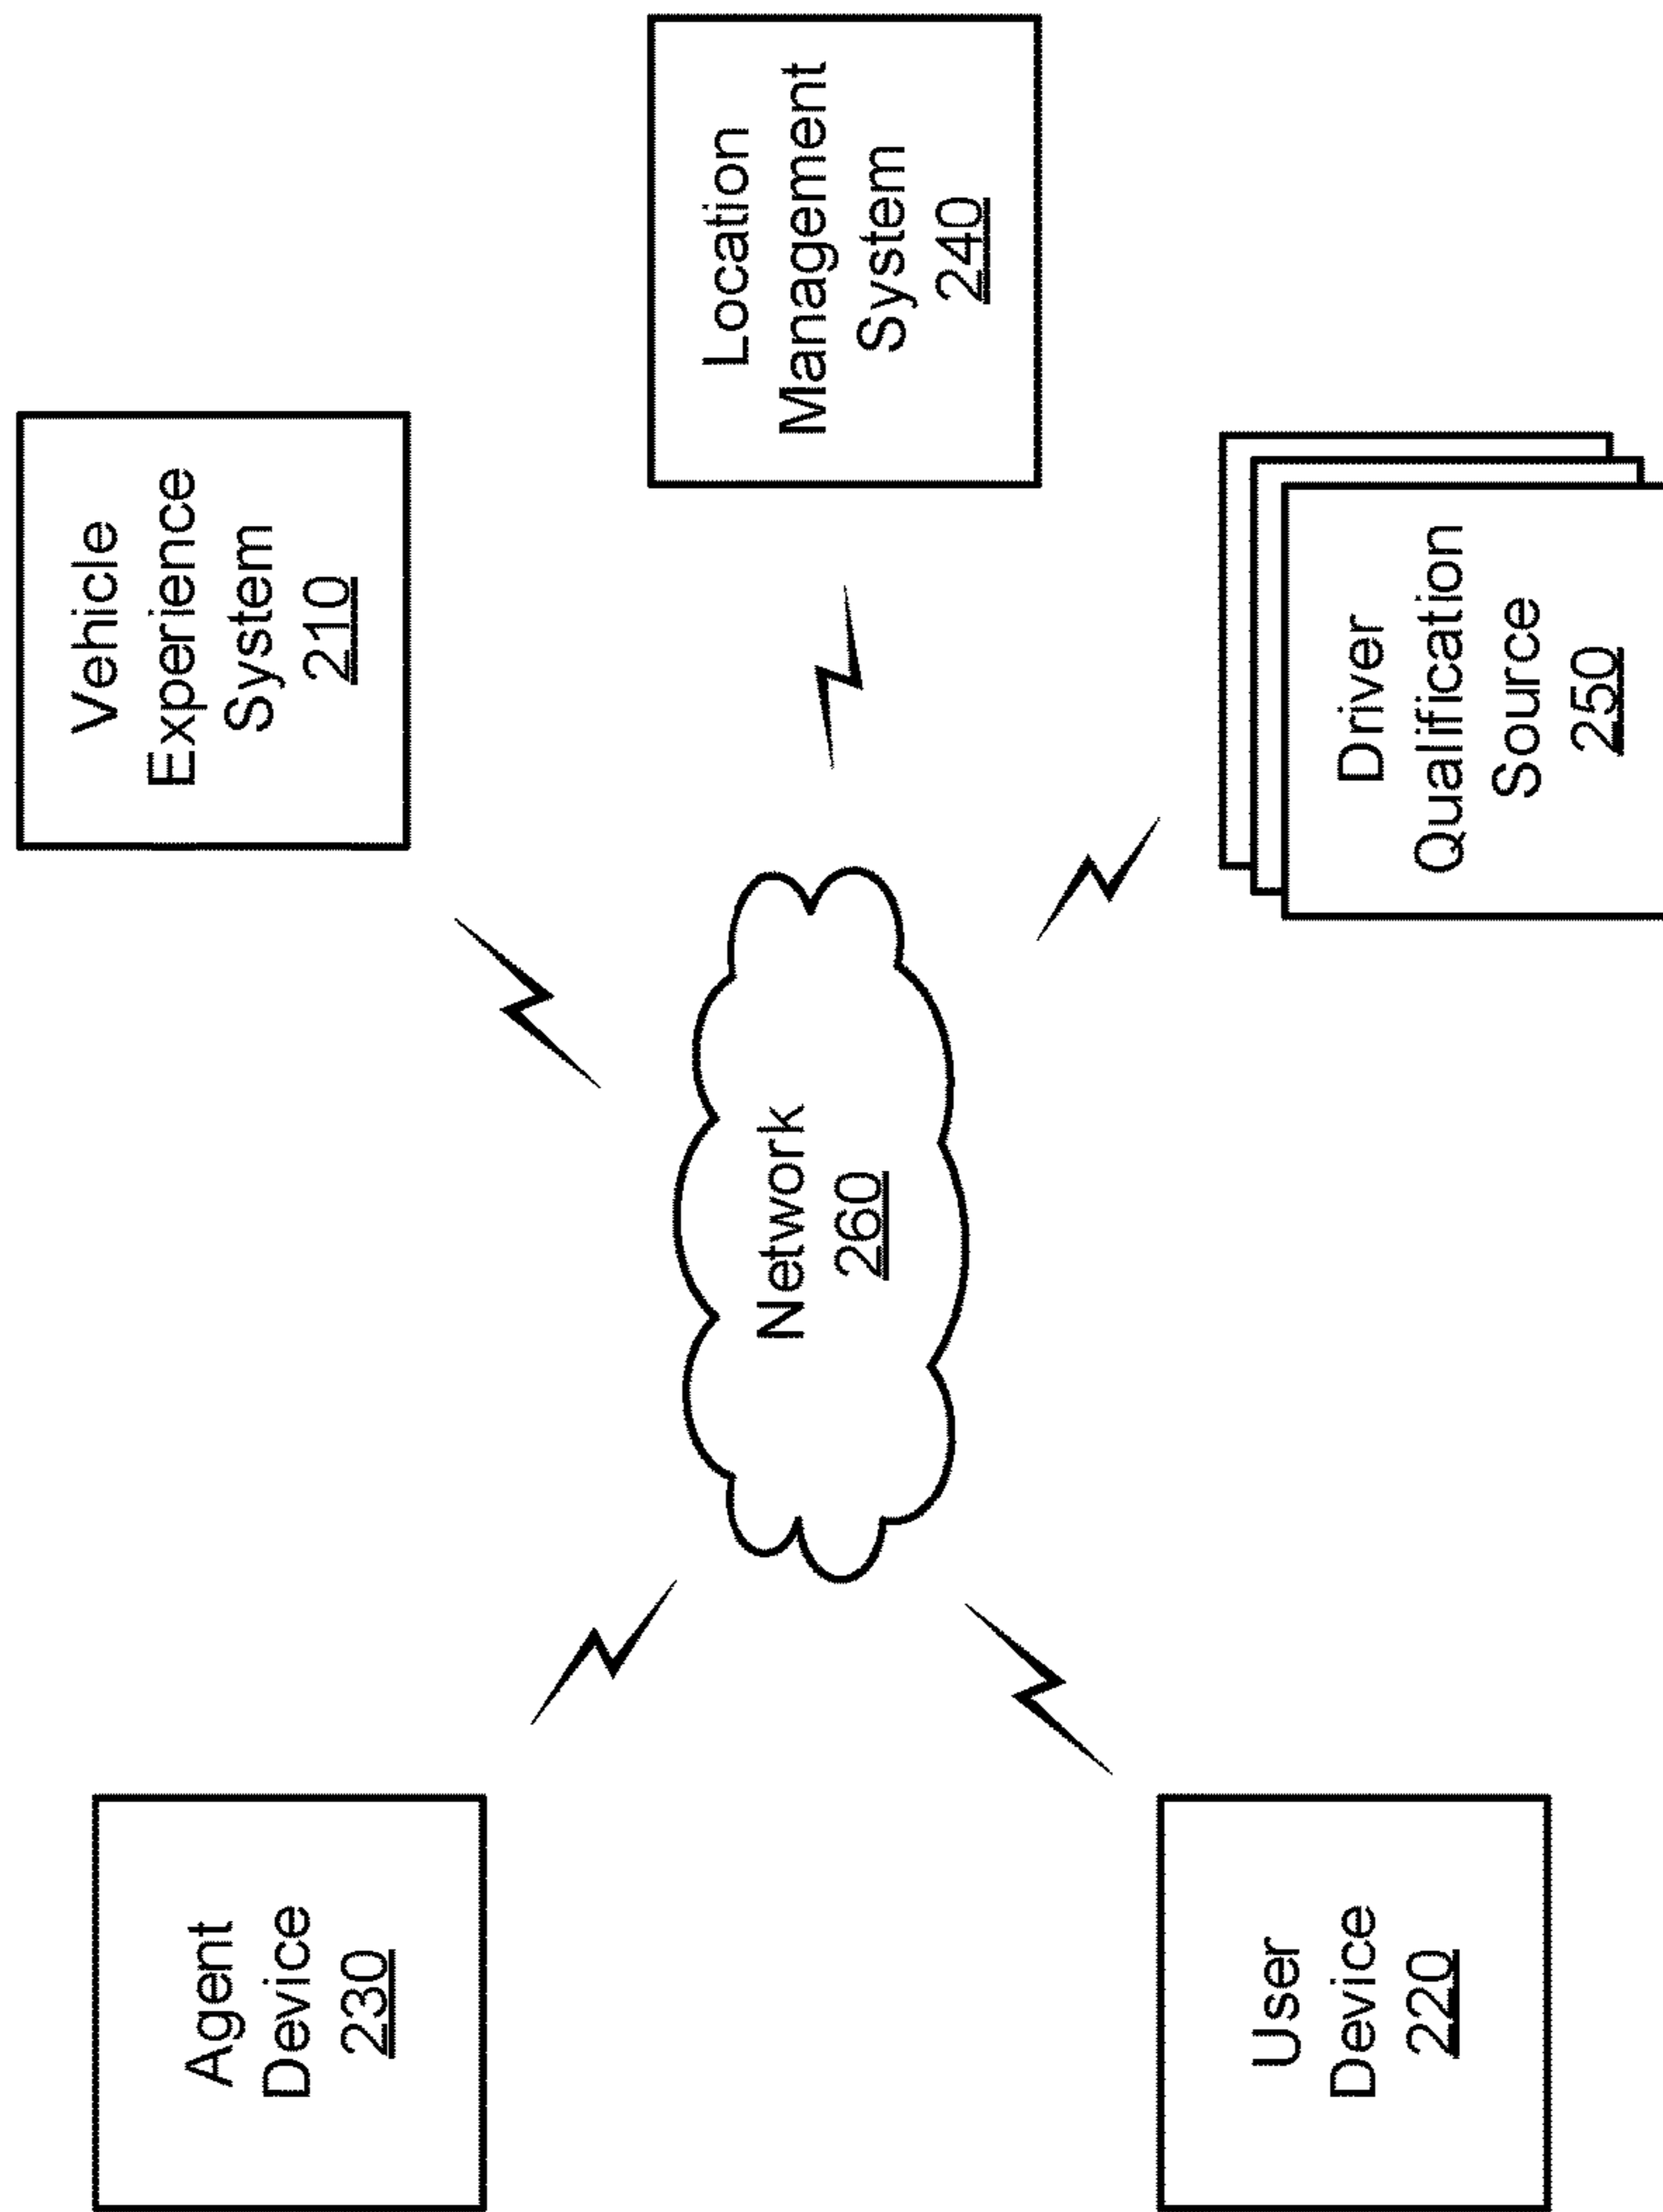 Agent
Device
230
Vehicle
Experience
System
210
Network
260
Location
Management
System
240
User
Device
220
Driver
Qualification
Source
250